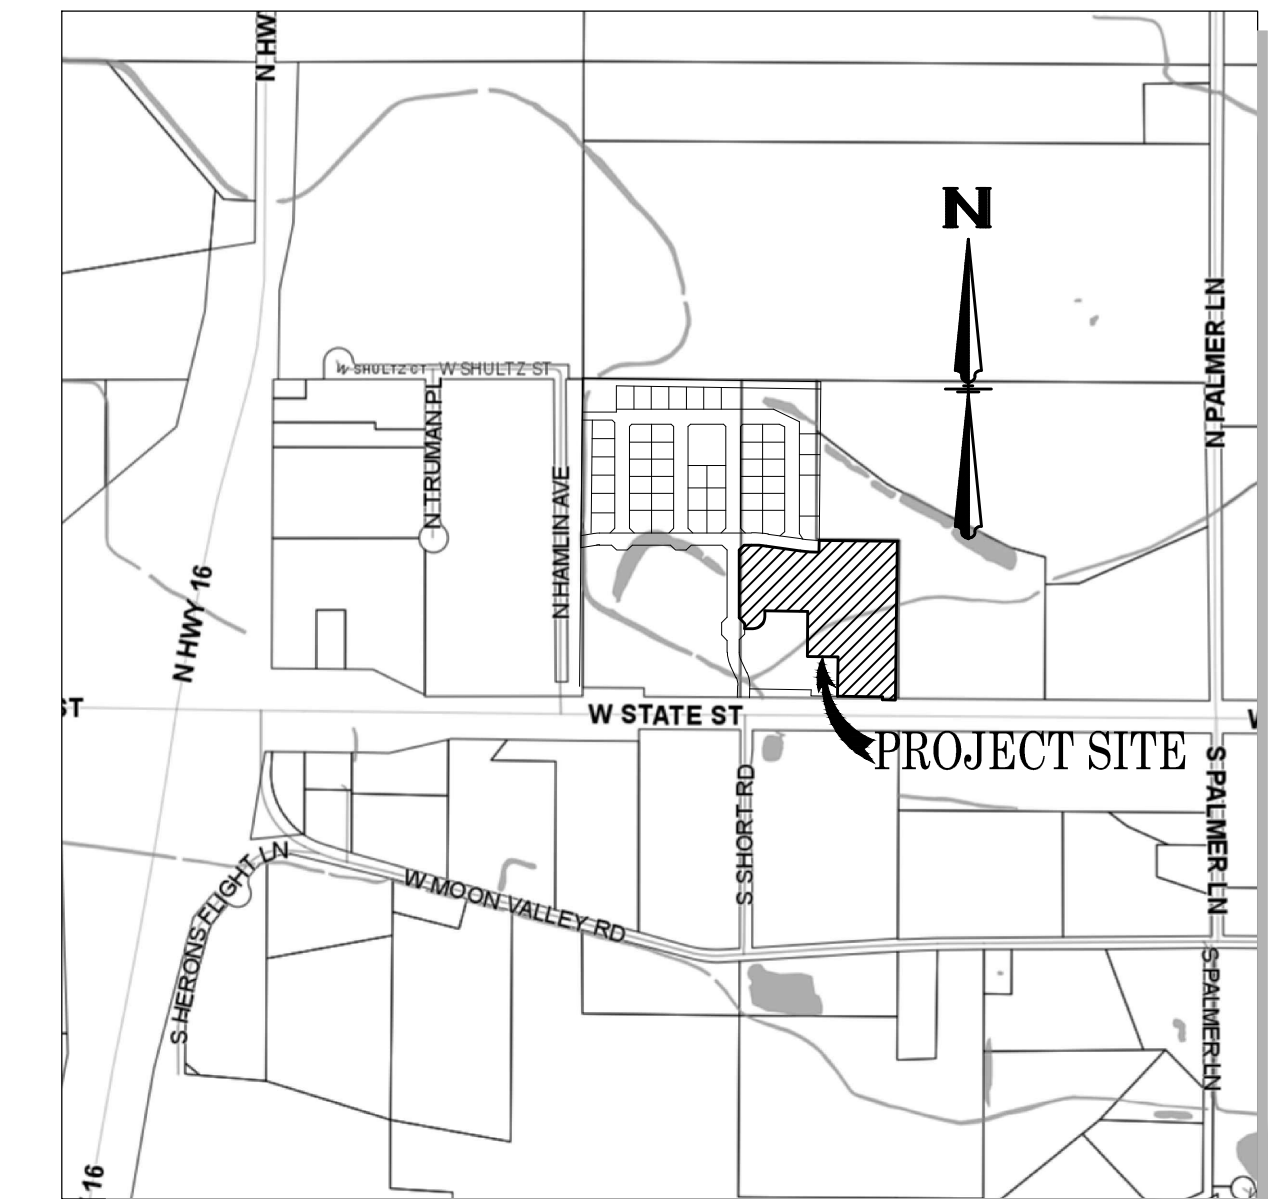 N HW
N
N PALMER LN
W SHULTZ CT
W SHULTZ ST
N TRUMAN PL
N HAMLIN AVE
N HWY 16
ST
W STATE ST
W
PROJECT SITE
S SHORT RD
S PALMER LN
S HERONS FLIGHT LN
W MOON VALLEY RD
S PALMER LN
16